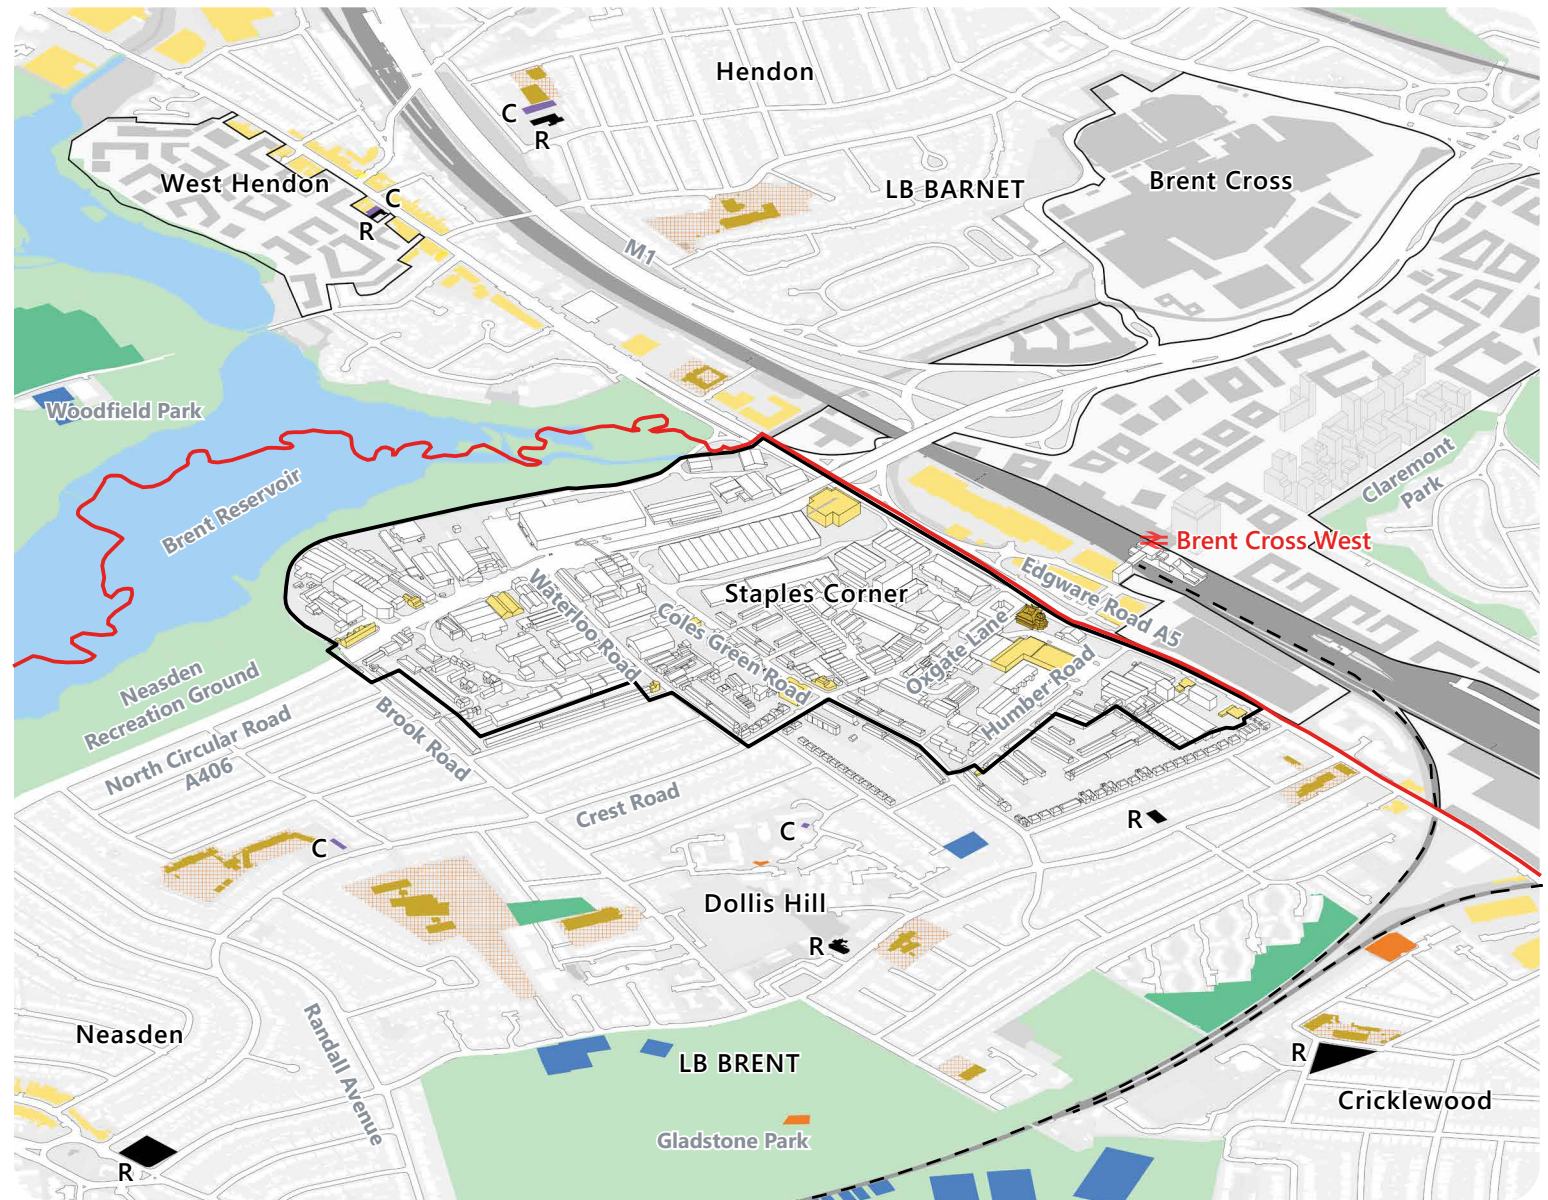 Hendon
C
R
West Hendon
C
R
LB BARNET
Brent Cross
M1
Woodfield Park
Claremont
Park
Brent Reservoir
Brent Cross West
Staples Corner
Edgware Road A5
Waterloo Road
Coles Green Road
Oxgate Lane
Humber Road
Neasden
Recreation Ground
North Circular Road
A406
Brook Road
Crest Road
C
C
R
Dollis Hill
R
Neasden
Randall Avenue
LB BRENT
R
Cricklewood
Gladstone Park
R